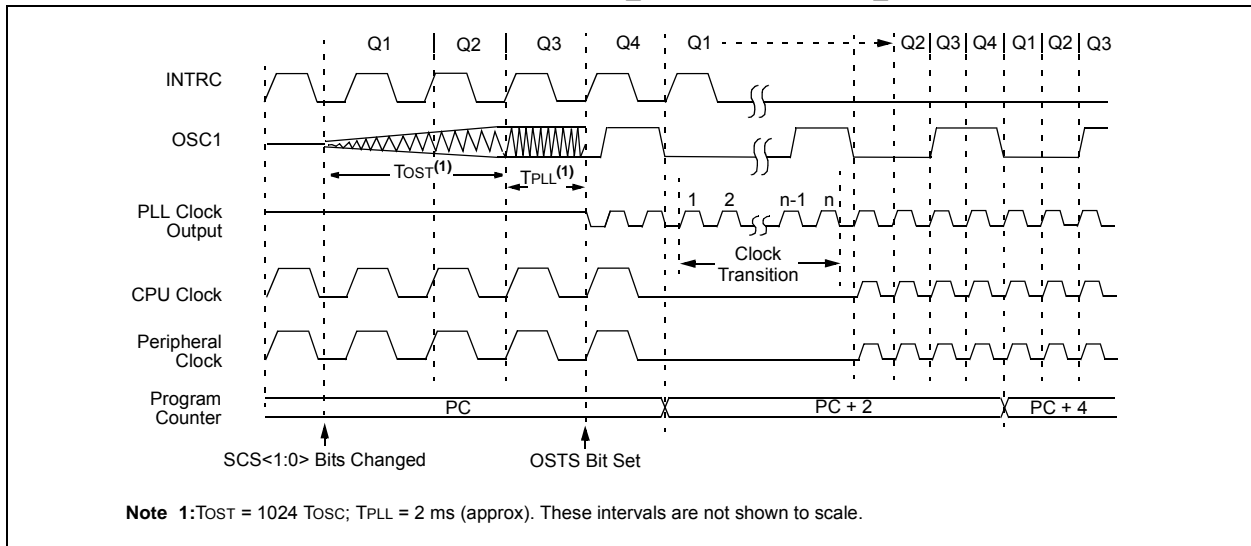 Q1 Q2 Q3 Q4 Q1 Q2 Q3 Q4 Q1 Q2 Q3
INTRC
OSC1
TOST(1) TPLL(1)
1 2 n-1 n
PLL Clock
Output
Clock
Transition
CPU Clock
Peripheral
Clock
Program
Counter
PC PC + 2 PC + 4
SCS<1:0> Bits Changed OSTS Bit Set
Note 1:TOST = 1024 TOSC; TPLL = 2 ms (approx). These intervals are not shown to scale.